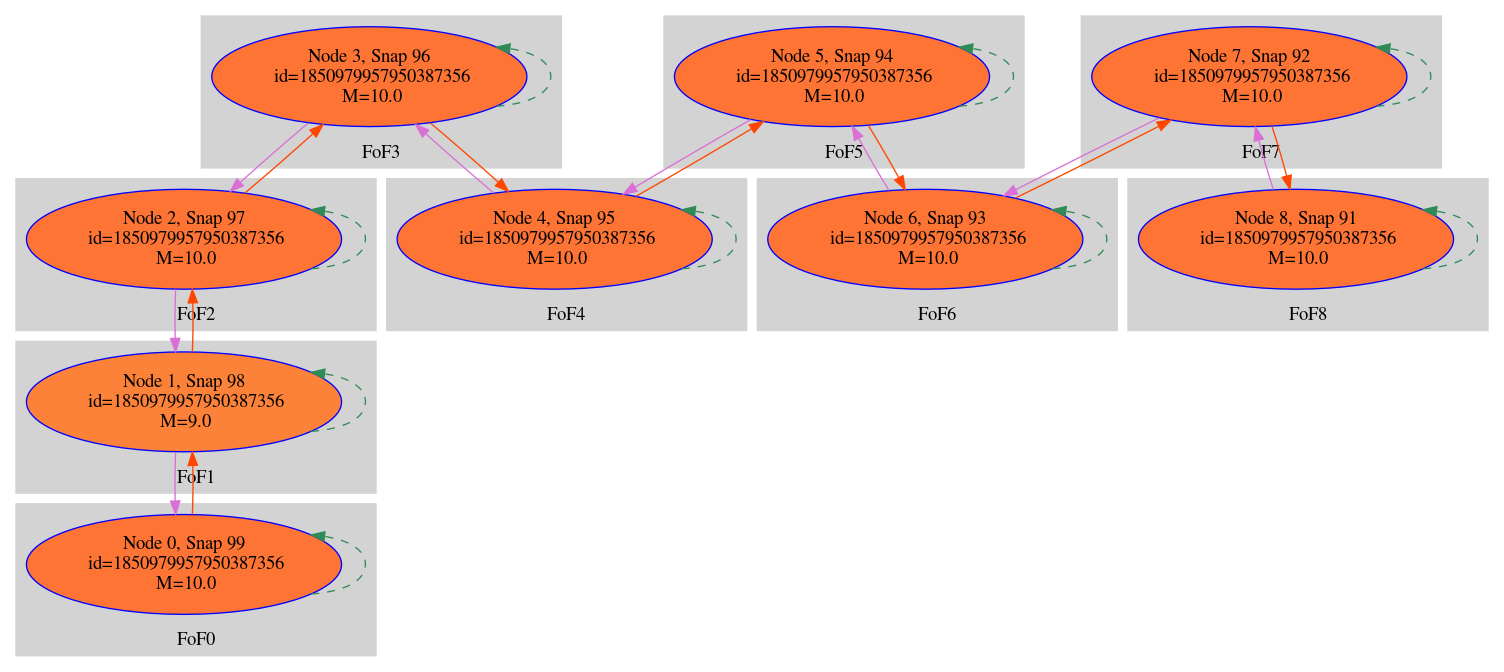 Node 3, Snap 96
id=1850979957950387356
M=10.0
FoF3
Node 5, Snap 94
id=1850979957950387356
M=10.0
FoF5
Node 7, Snap 92
id=1850979957950387356
M=10.0
FoF7
Node 2, Snap 97
id=1850979957950387356
M=10.0
FoF2
Node 4, Snap 95
id=1850979957950387356
M=10.0
FoF4
Node 6, Snap 93
id=1850979957950387356
M=10.0
FoF6
Node 8, Snap 91
id=1850979957950387356
M=10.0
FoF8
Node 1, Snap 98
id=1850979957950387356
M=9.0
FoF1
Node 0, Snap 99
id=1850979957950387356
M=10.0
FoF0